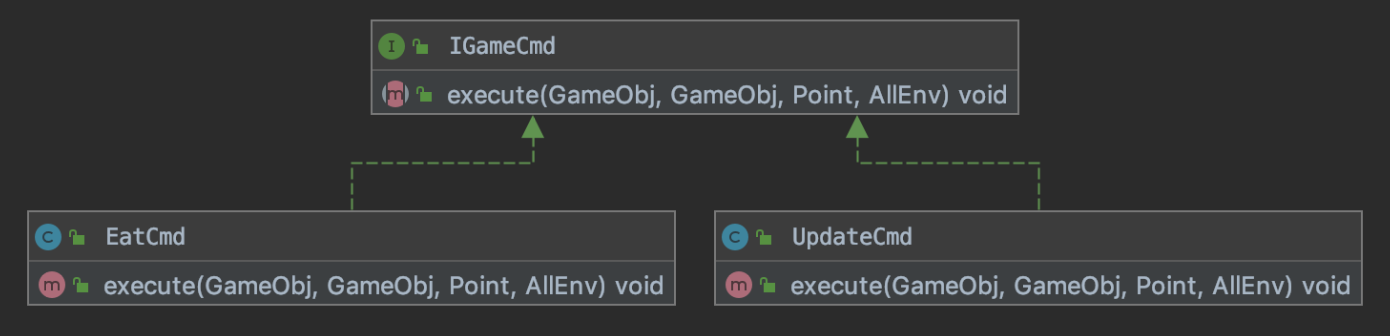 I IGameCmd
m execute(GameObj, GameObj, Point, AllEnv) void
C EatCmd
m execute(GameObj, GameObj, Point, AllEnv) void
C UpdateCmd
m execute(GameObj, GameObj, Point, AllEnv) void